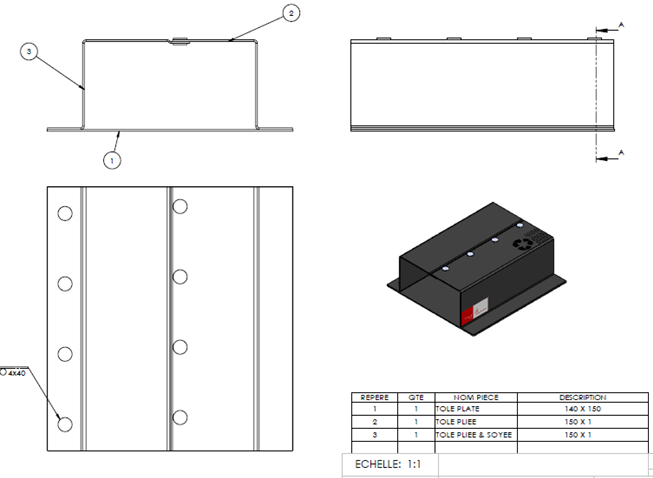 A
2
3
1
A
4X40
REPERE QTE NOM PIECE DESCRIPTION
1 1 TOLE PLATE 140 X 150
2 1 TOLE PLIEE 150 X 1
3 1 TOLE PLIEE & SOYEE 150 X 1
ECHELLE: 1:1